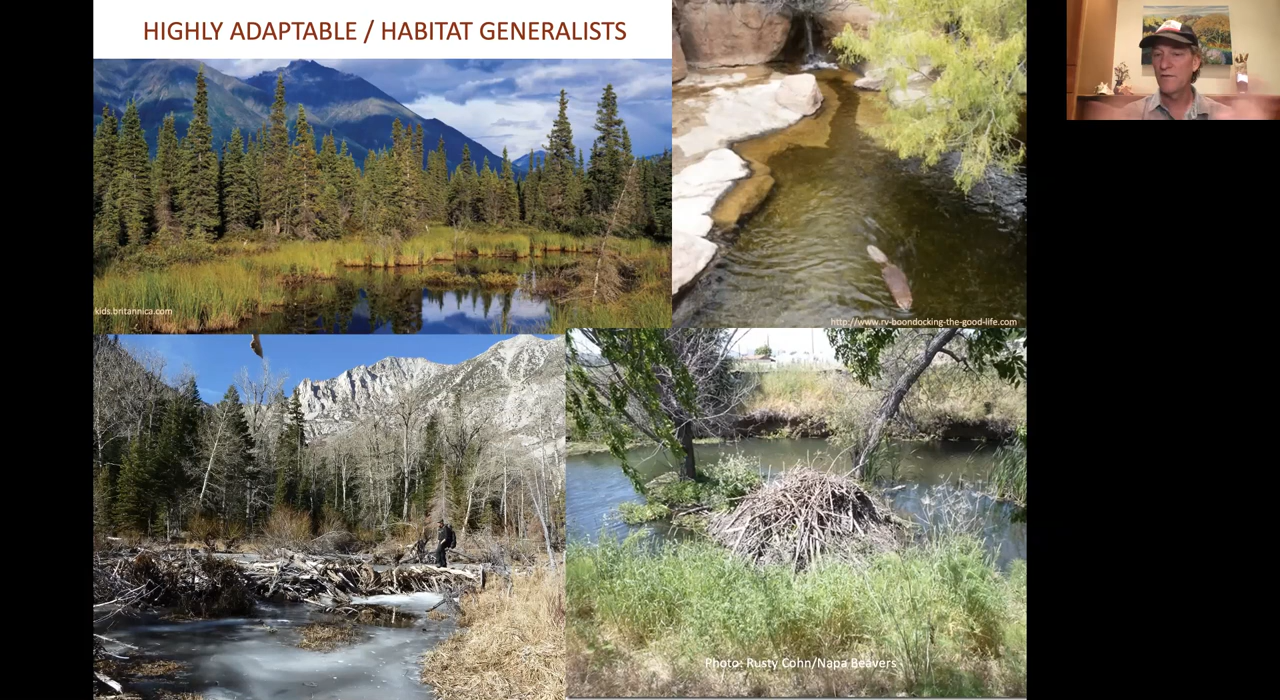 HIGHLY ADAPTABLE / HABITAT GENERALISTS
kids.britannica.com
http://www.rv-boondocking-the-good-life.com
Photo: Rusty Cohn/Napa Beavers